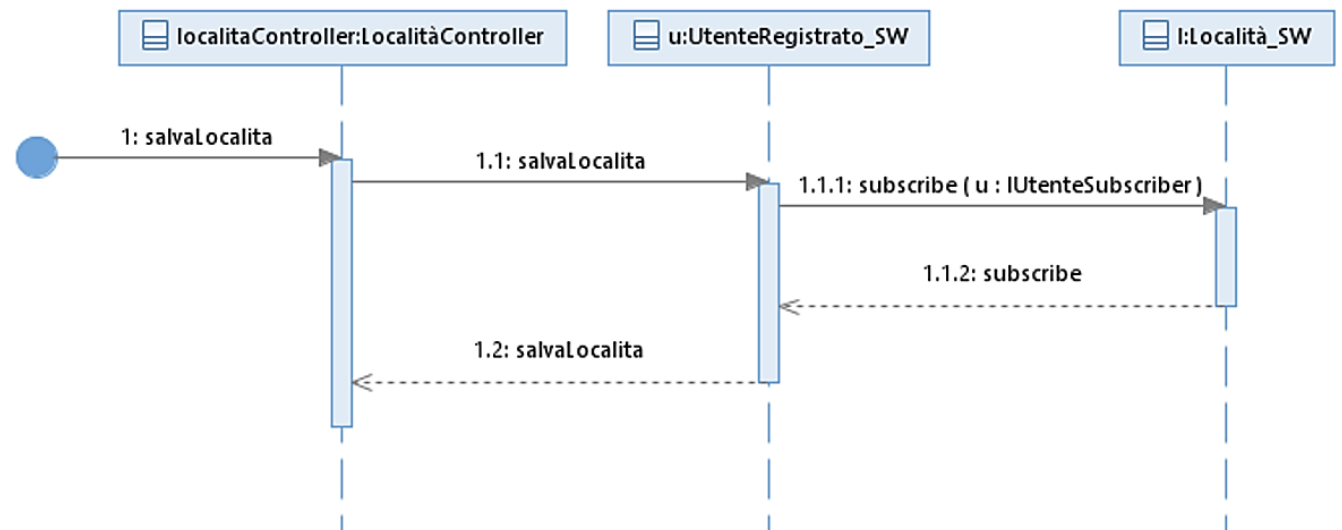 localitaController:LocalitàController
u:UtenteRegistrato_SW
l:Località_SW
1: salvaLocalita
1.1: salvaLocalita
1.1.1: subscribe ( u : IUtenteSubscriber )
1.1.2: subscribe
1.2: salvaLocalita